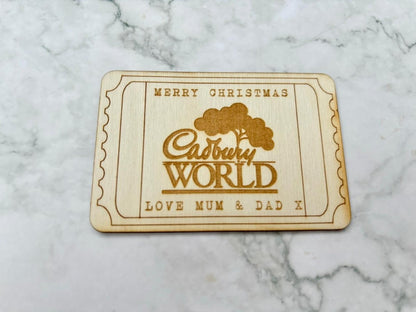 MERRY CHRISTMAS
Cadbury
WORLD
LOVE MUM & DAD X